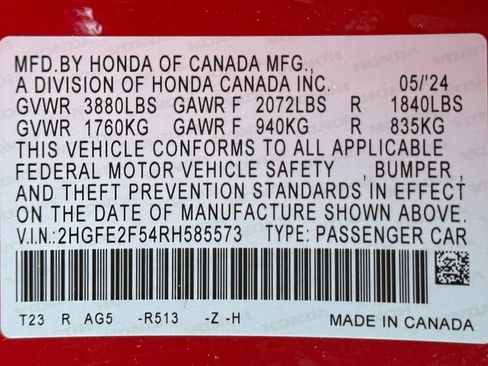 MFD.BY HONDA OF CANADA MFG.,
A DIVISION OF HONDA CANADA INC. 05/'24
GVWR 3880LBS GAWR F 2072LBS R 1840LBS
GVWR 1760KG GAWR F 940KG R 835KG
THIS VEHICLE CONFORMS TO ALL APPLICABLE
FEDERAL MOTOR VEHICLE SAFETY , BUMPER ,
AND THEFT PREVENTION STANDARDS IN EFFECT
ON THE DATE OF MANUFACTURE SHOWN ABOVE.
V.I.N.:2HGFE2F54RH585573 TYPE: PASSENGER CAR
T23 R AG5 -R513 -Z -H MADE IN CANADA